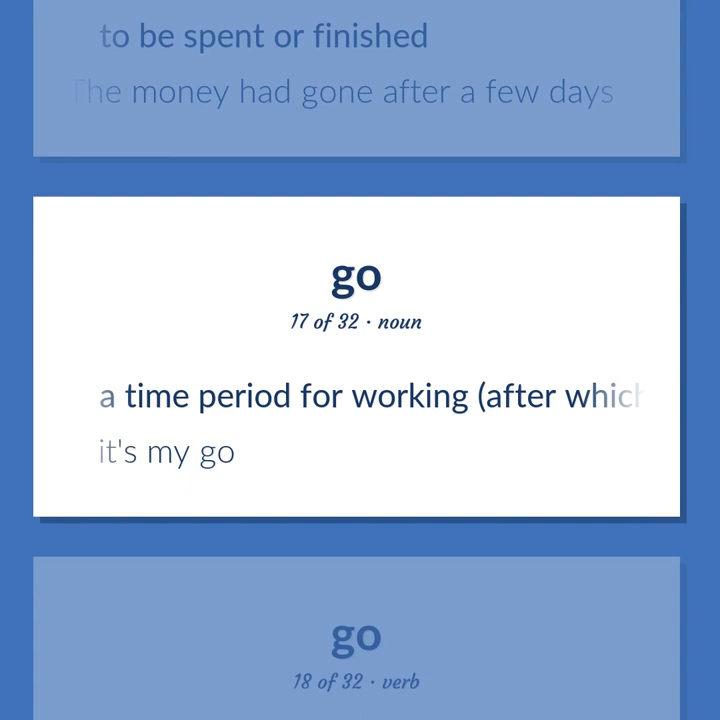 to be spent or finished
The money had gone after a few days
go
17 of 32 · noun
a time period for working (after which
it's my go
go
18 of 32 · verb